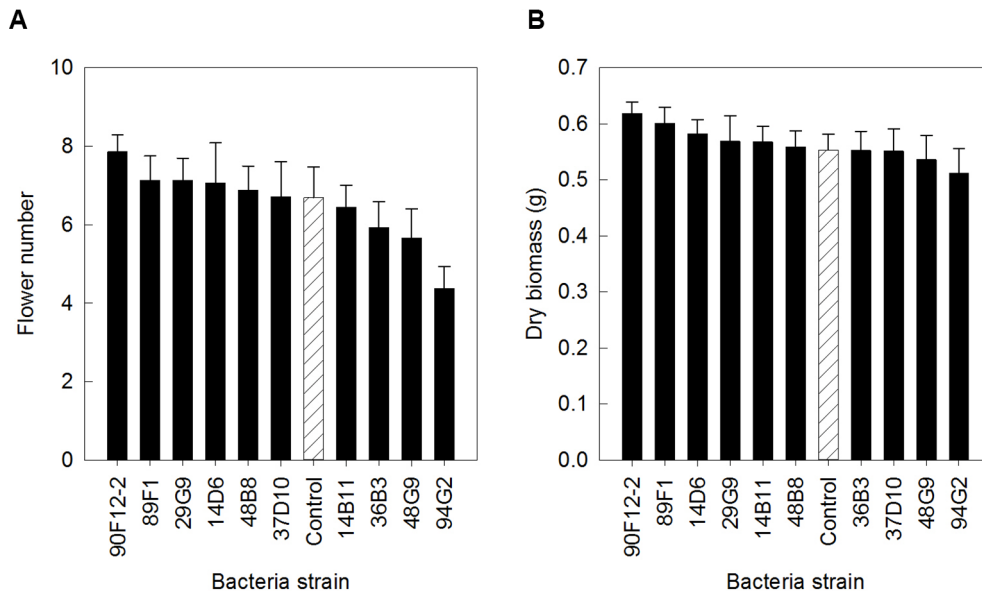 A
Flower number
10
8
6
4
2
0
90F12-2
89F1
29G9
14D6
48B8
37D10
Control
14B11
36B3
48G9
94G2
Bacteria strain
B
Dry biomass (g)
0.7
0.6
0.5
0.4
0.3
0.2
0.1
0.0
90F12-2
89F1
14D6
29G9
14B11
48B8
Control
36B3
37D10
48G9
94G2
Bacteria strain